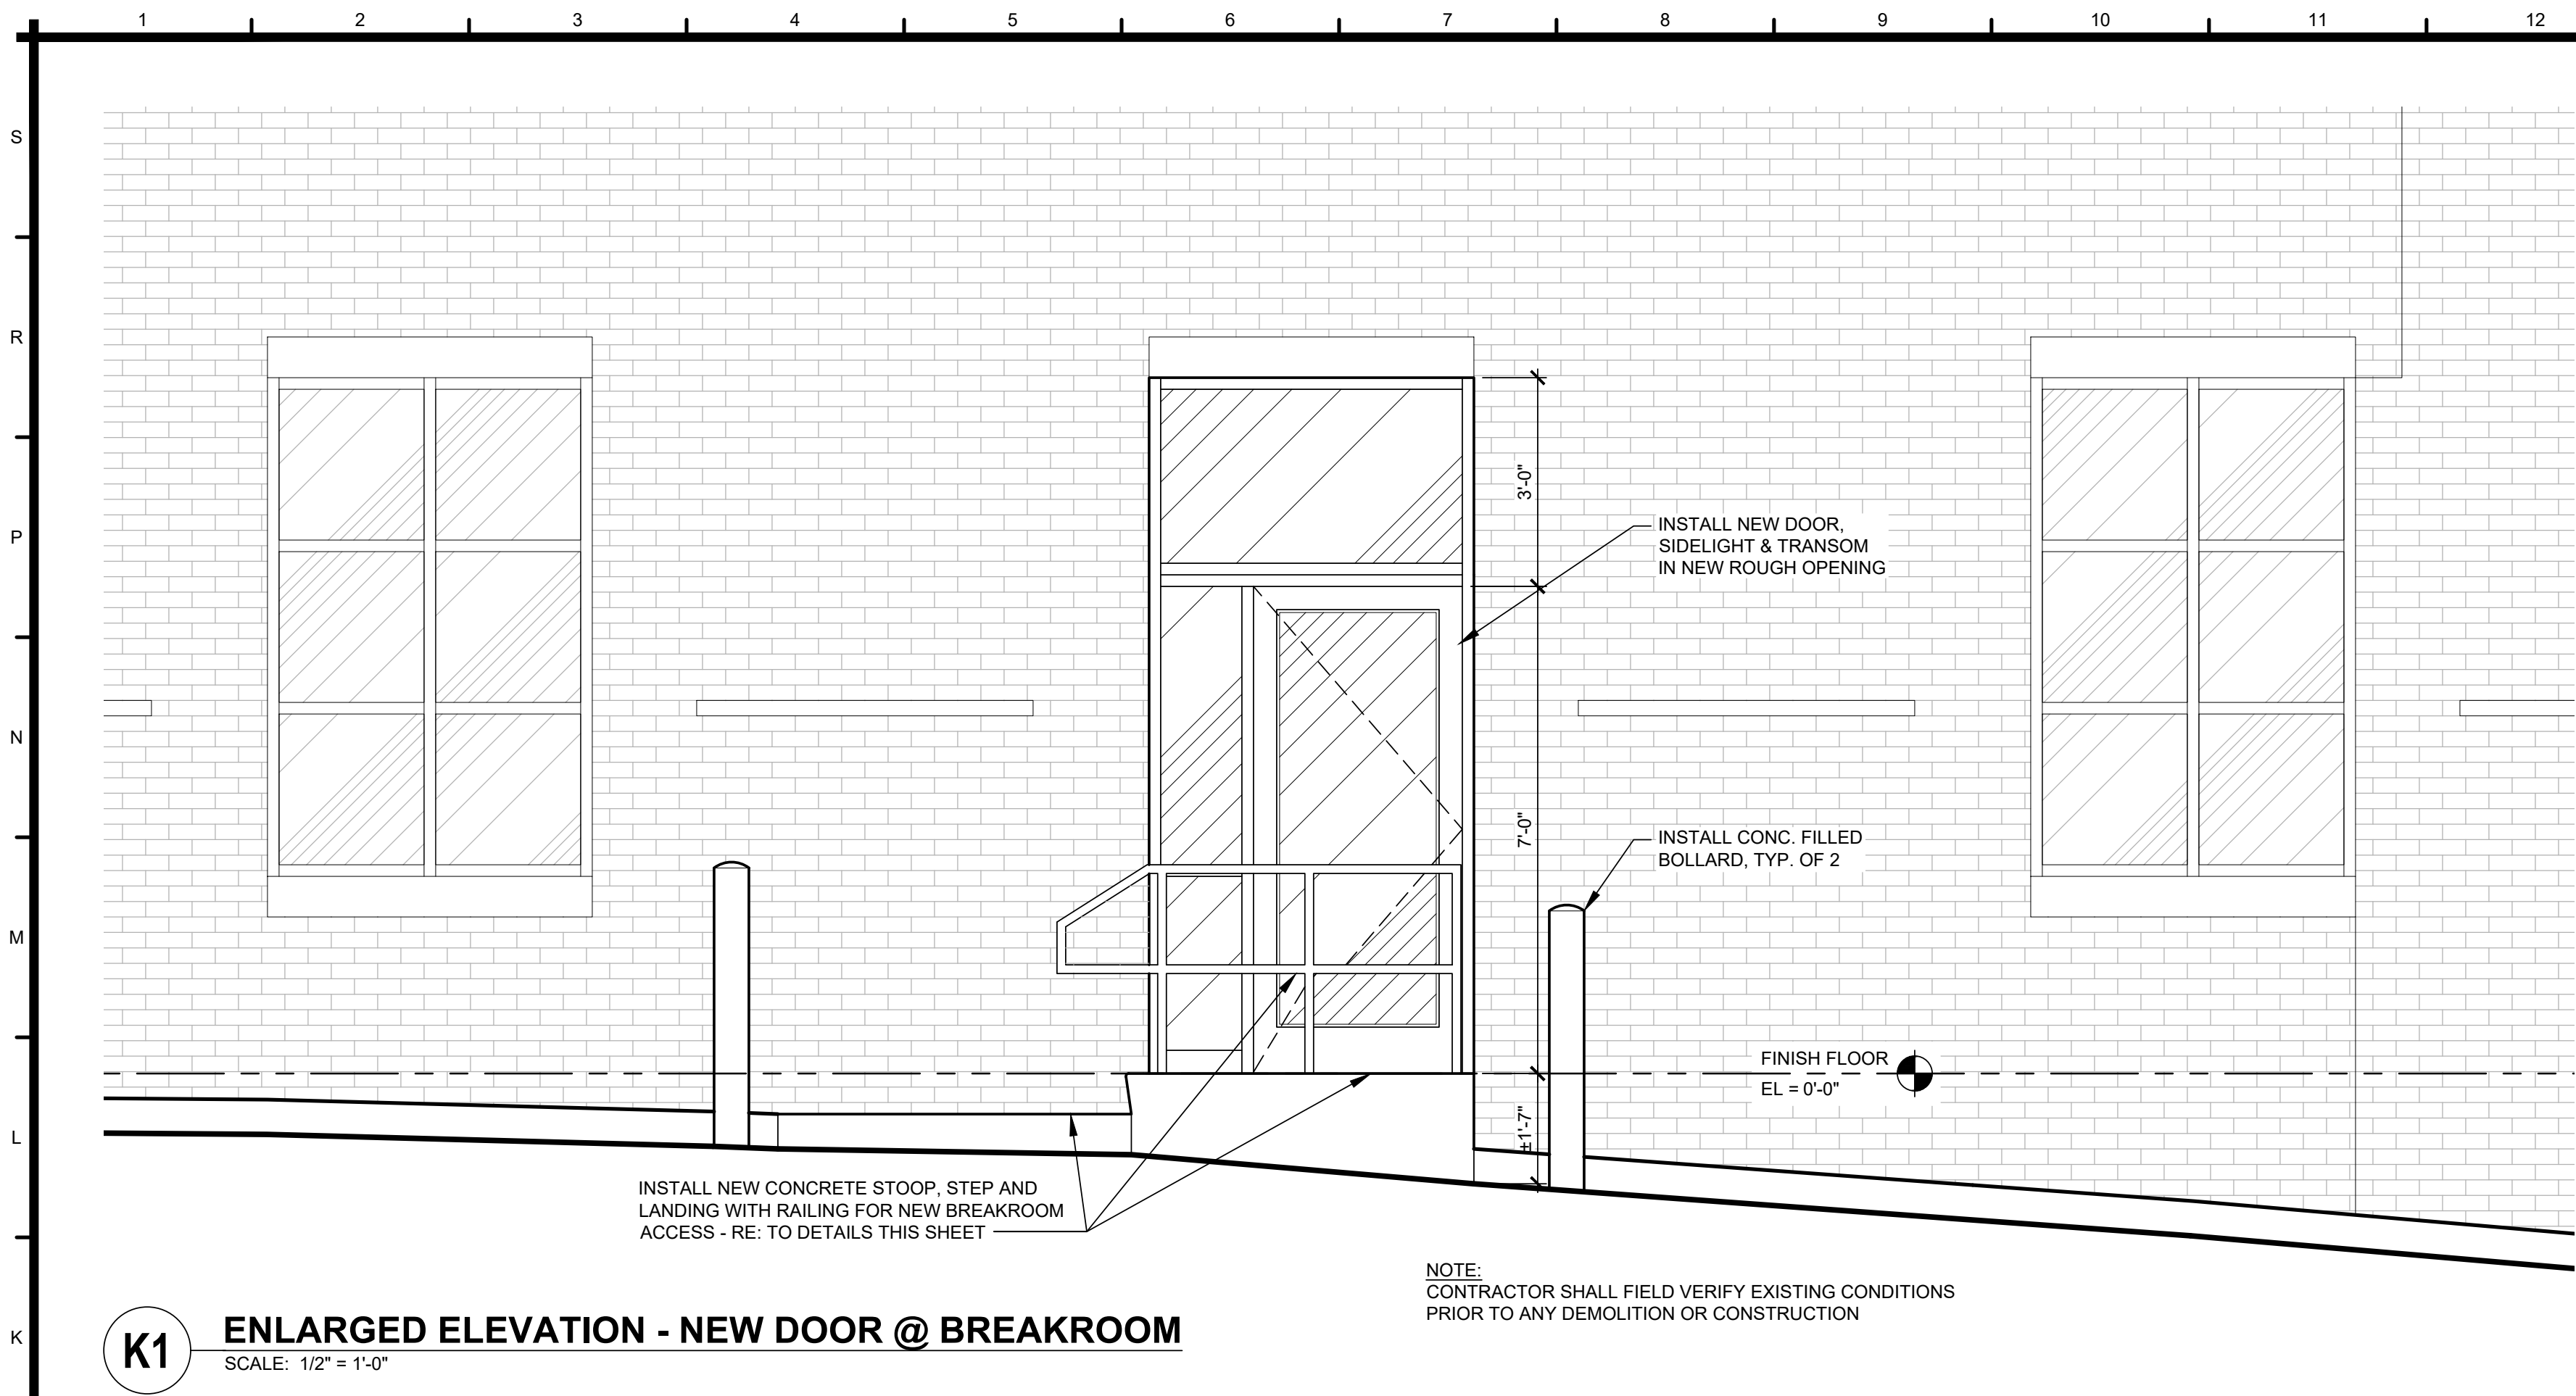 1 2 3 4 5 6 7 8 9 10 11 12
S
R
P
N
M
L
K
3'-0"
INSTALL NEW DOOR,
SIDELIGHT & TRANSOM
IN NEW ROUGH OPENING
7'-0"
INSTALL CONC. FILLED
BOLLARD, TYP. OF 2
FINISH FLOOR
EL = 0'-0"
±1'-7"
INSTALL NEW CONCRETE STOOP, STEP AND
LANDING WITH RAILING FOR NEW BREAKROOM
ACCESS - RE: TO DETAILS THIS SHEET
NOTE:
CONTRACTOR SHALL FIELD VERIFY EXISTING CONDITIONS
PRIOR TO ANY DEMOLITION OR CONSTRUCTION
K1
ENLARGED ELEVATION - NEW DOOR @ BREAKROOM
SCALE: 1/2" = 1'-0"